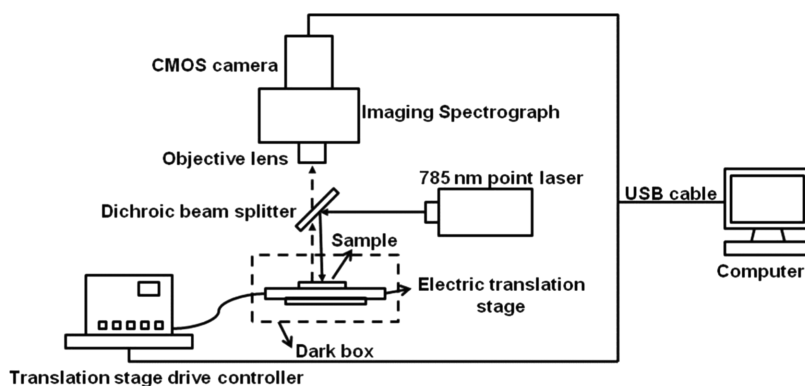 CMOS camera
Imaging Spectrograph
Objective lens
785 nm point laser
Dichroic beam splitter
USB cable
Sample
Computer
Electric translation
stage
Dark box
Translation stage drive controller